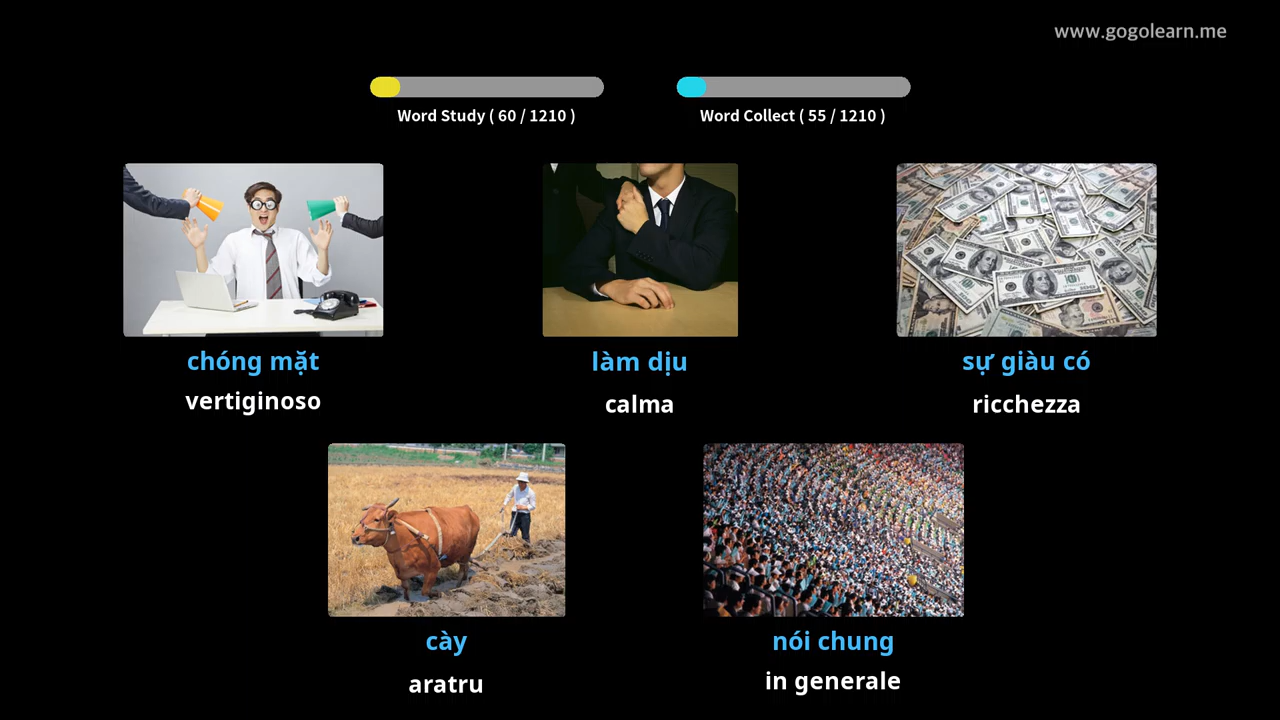 www.gogolearn.me
Word Study ( 60 / 1210 )
Word Collect ( 55 / 1210 )
chóng mặt
vertiginoso
làm dịu
calma
sự giàu có
ricchezza
cày
aratru
nói chung
in generale